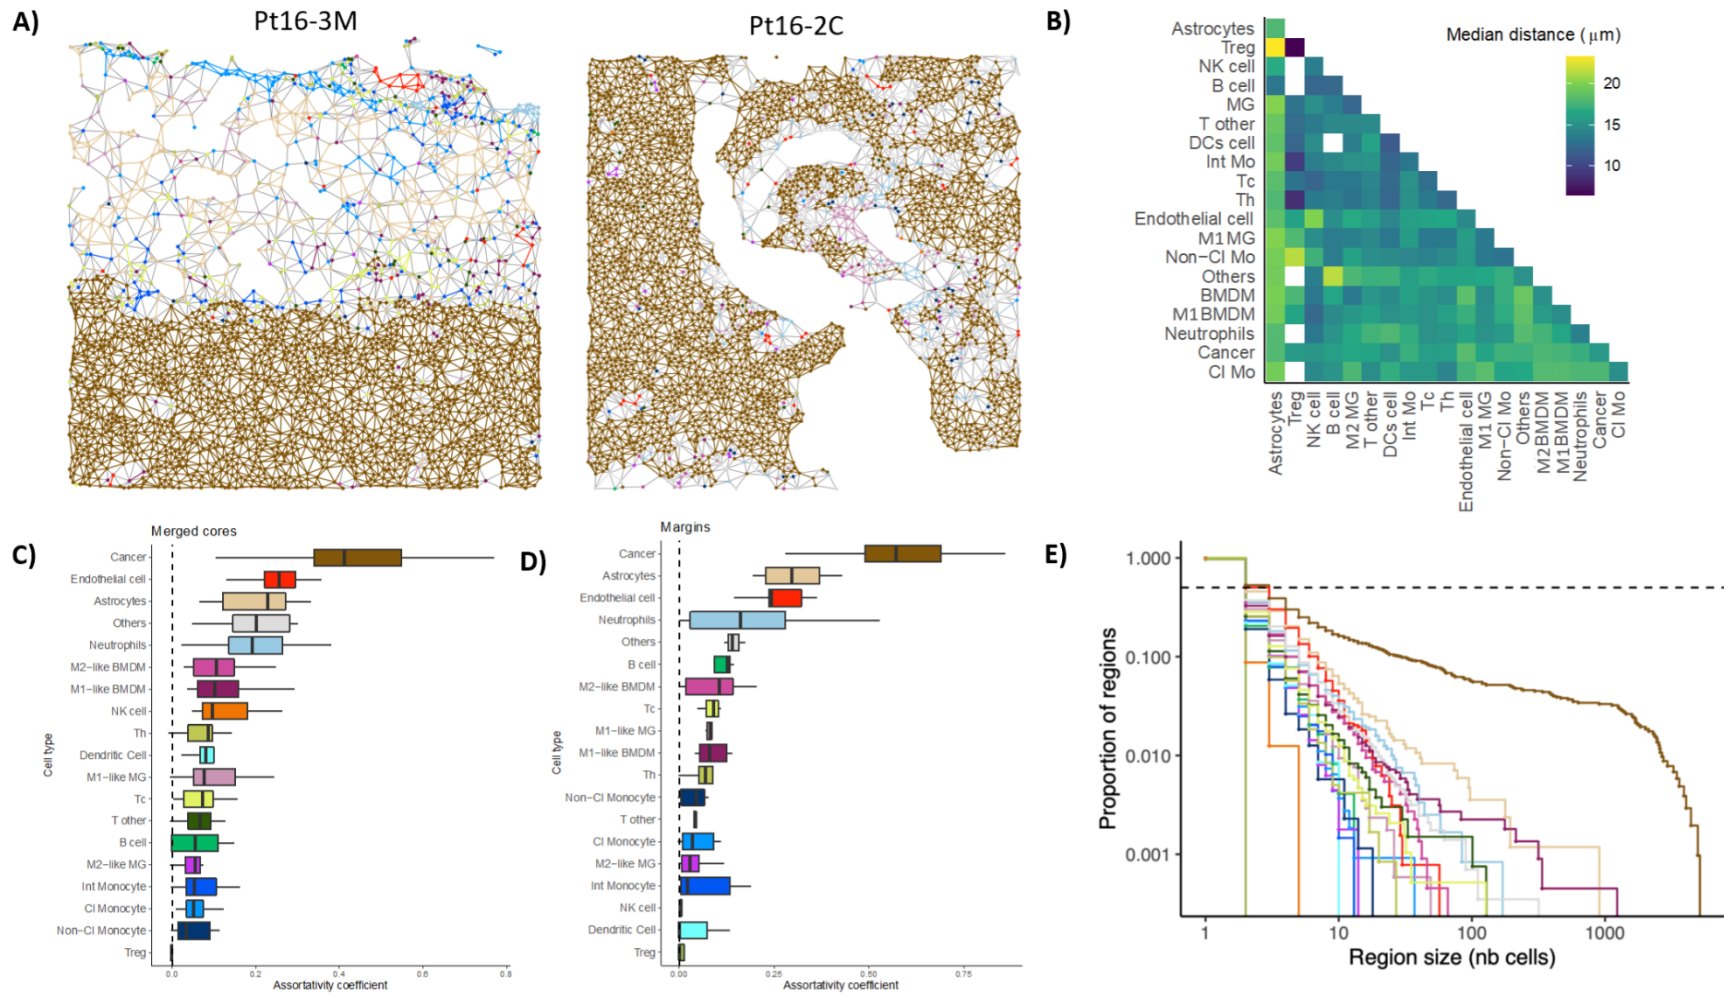 A)
Pt16-3M
Pt16-2C
B)
Median distance (μm)
20
15
10
Astrocytes
Treg
NK cell
B cell
MG
T other
DCs cell
Int Mo
Tc
Th
Endothelial cell
M1 MG
Non-Cl Mo
Others
BMDM
M1 BMDM
Neutrophils
Cancer
Cl Mo
Astrocytes
Treg
NK cell
B cell
M2 MG
T other
DCs cell
Int Mo
Tc
Th
Endothelial cell
M1 MG
Non-Cl Mo
Others
M2BMDM
M1BMDM
Neutrophils
Cancer
Cl Mo
C)
Merged cores
Cell type
Cancer
Endothelial cell
Astrocytes
Others
Neutrophils
M2-like BMDM
M1-like BMDM
NK cell
Th
Dendritic Cell
M1-like MG
Tc
T other
B cell
M2-like MG
Int Monocyte
Cl Monocyte
Non-Cl Monocyte
Treg
0.0 0.2 0.4 0.6 0.8
Assortativity coefficient
D)
Margins
Cell type
Cancer
Astrocytes
Endothelial cell
Neutrophils
Others
B cell
M2-like BMDM
Tc
M1-like MG
M1-like BMDM
Th
Non-Cl Monocyte
T other
Cl Monocyte
M2-like MG
Int Monocyte
NK cell
Dendritic Cell
Treg
0.00 0.25 0.50 0.75
Assortativity coefficient
E)
Proportion of regions
1.000
0.100
0.010
0.001
1 10 100 1000
Region size (nb cells)